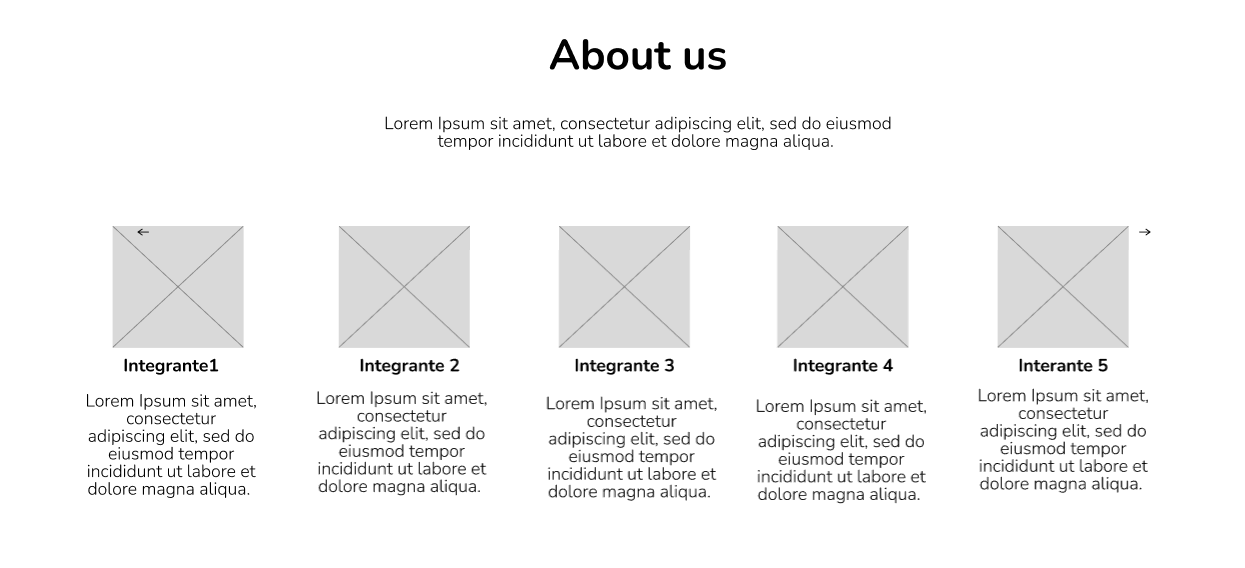 About us
Lorem Ipsum sit amet, consectetur adipiscing elit, sed do eiusmod
tempor incididunt ut labore et dolore magna aliqua.
Integrante1
Lorem Ipsum sit amet,
consectetur
adipiscing elit, sed do
eiusmod tempor
incididunt ut labore et
dolore magna aliqua.
Integrante 2
Lorem Ipsum sit amet,
consectetur
adipiscing elit, sed do
eiusmod tempor
incididunt ut labore et
dolore magna aliqua.
Integrante 3
Lorem Ipsum sit amet,
consectetur
adipiscing elit, sed do
eiusmod tempor
incididunt ut labore et
dolore magna aliqua.
Integrante 4
Lorem Ipsum sit amet,
consectetur
adipiscing elit, sed do
eiusmod tempor
incididunt ut labore et
dolore magna aliqua.
Interante 5
Lorem Ipsum sit amet,
consectetur
adipiscing elit, sed do
eiusmod tempor
incididunt ut labore et
dolore magna aliqua.